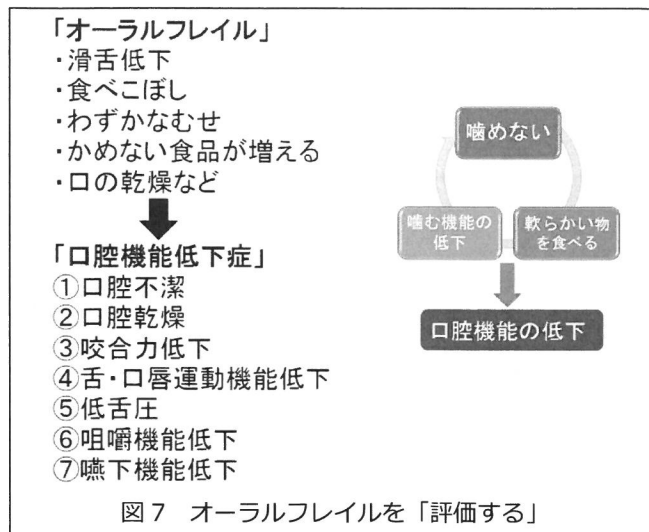 「オーラルフレイル」
・滑舌低下
・食べこぼし
・わずかなむせ
・かめない食品が増える
・口の乾燥など
「口腔機能低下症」
①口腔不潔
②口腔乾燥
③咬合力低下
④舌・口唇運動機能低下
⑤低舌圧
⑥咀嚼機能低下
⑦嚥下機能低下
噛めない
噛む機能の
低下
軟らかい物
を食べる
口腔機能の低下
図7 オーラルフレイルを「評価する」